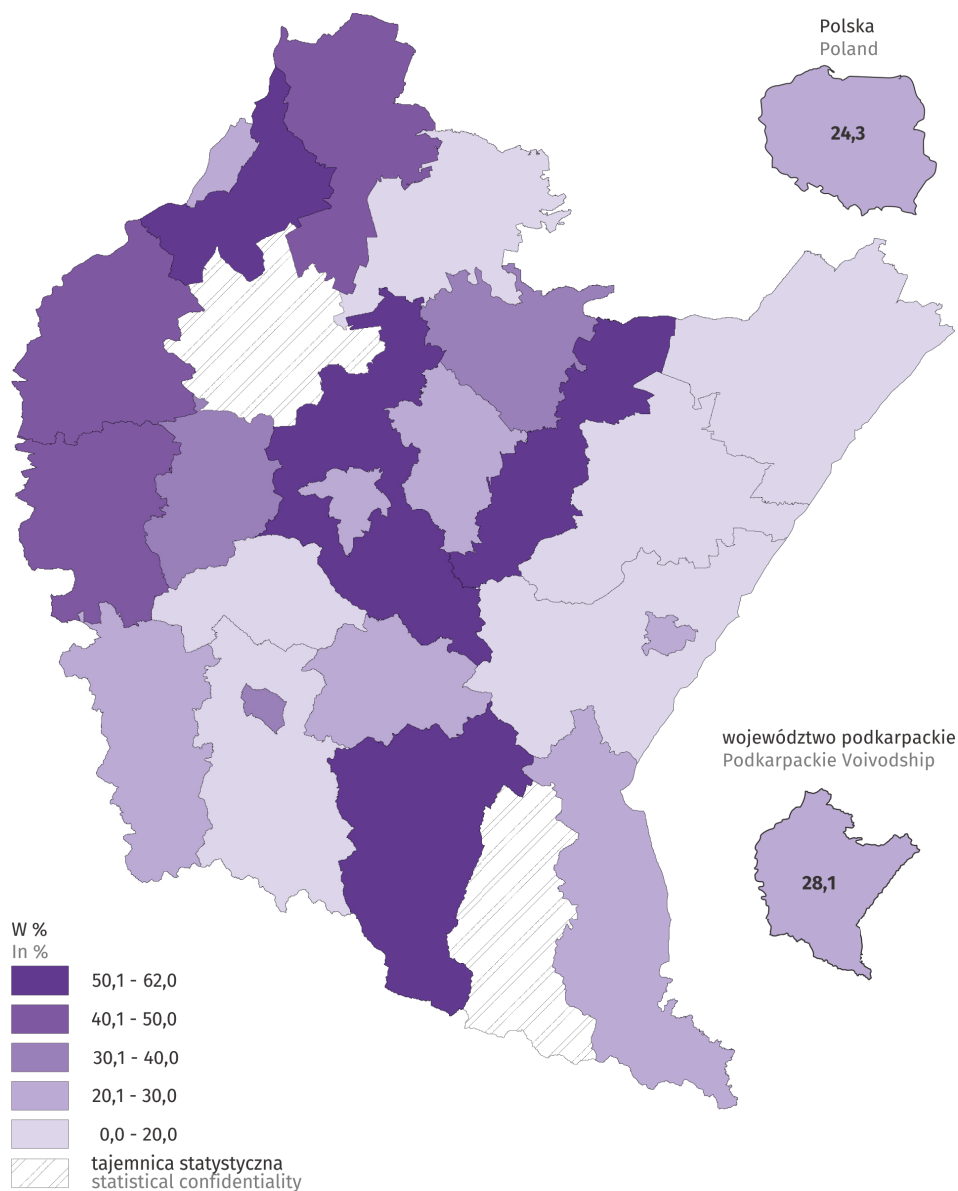 Polska
Poland
24,3
województwo podkarpackie
Podkarpackie Voivodship
28,1
W %
In %
50,1 - 62,0
40,1 - 50,0
30,1 - 40,0
20,1 - 30,0
0,0 - 20,0
tajemnica statystyczna
statistical confidentiality